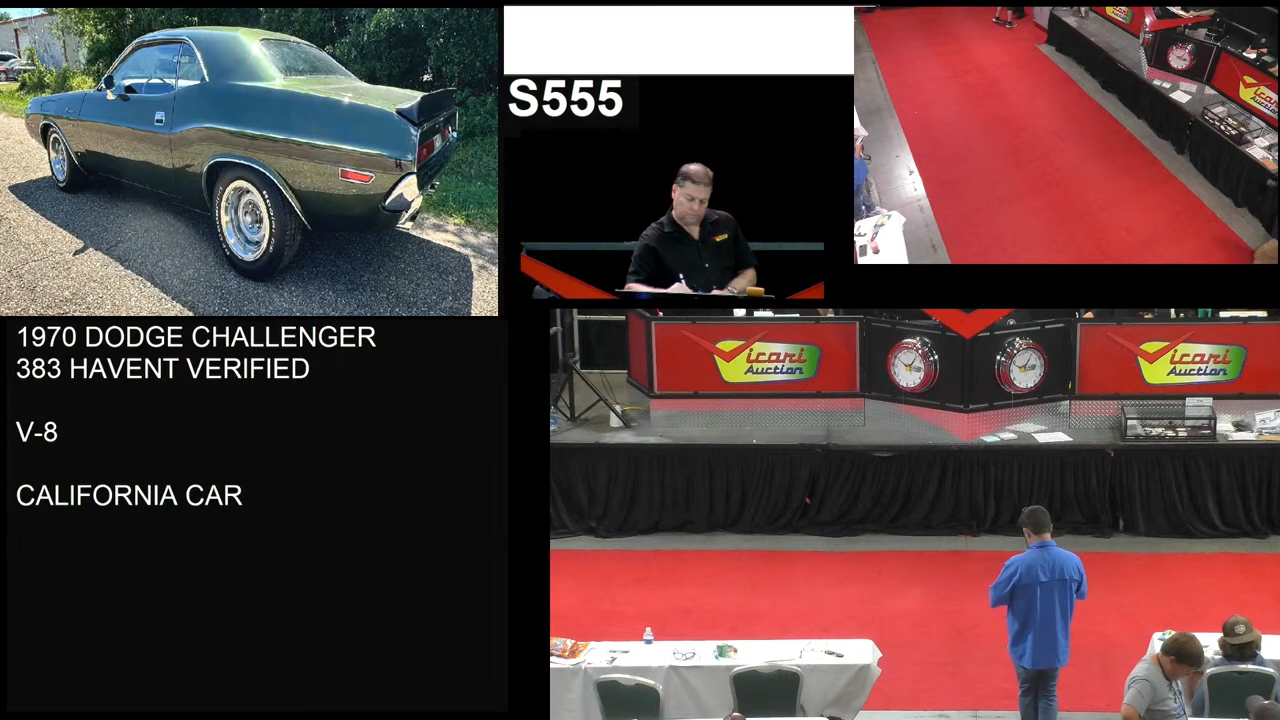 S555
1970 DODGE CHALLENGER
383 HAVENT VERIFIED
V-8
CALIFORNIA CAR
Vicari
Auction
Vicari
Auction